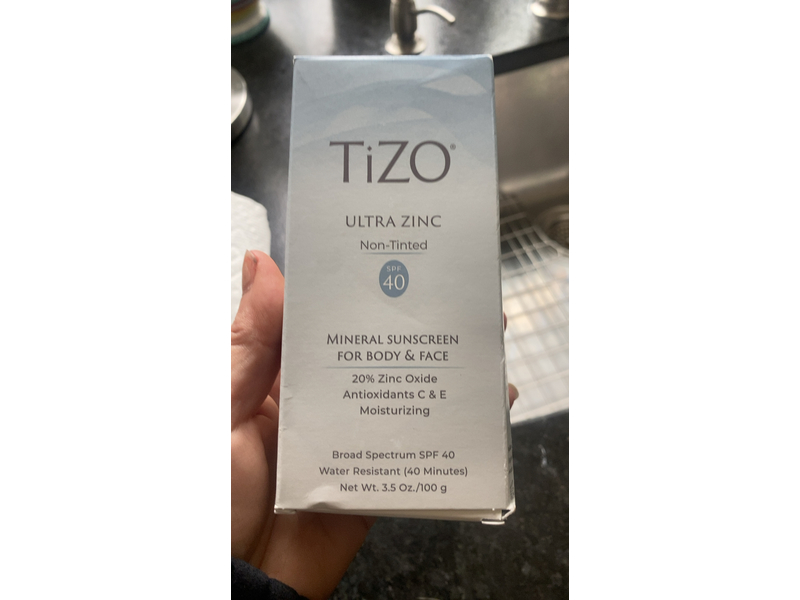 TiZO®
ULTRA ZINC
Non-Tinted
SPF
40
MINERAL SUNSCREEN
FOR BODY & FACE
20% Zinc Oxide
Antioxidants C & E
Moisturizing
Broad Spectrum SPF 40
Water Resistant (40 Minutes)
Net Wt. 3.5 Oz./100 g